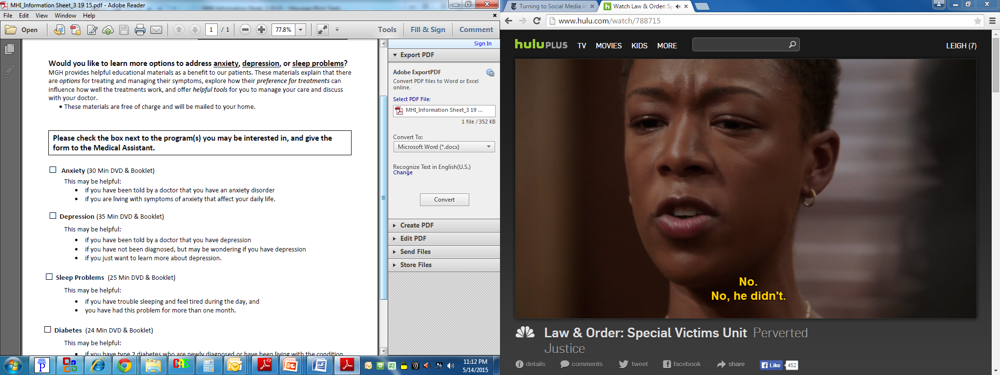 MHI_Information Sheet_3 19 15.pdf - Adobe Reader
File Edit View Window Help
Open 1 / 1 77.8% Tools Fill & Sign Comment
Would you like to learn more options to address anxiety, depression, or sleep problems?
MGH provides helpful educational materials as a benefit to our patients. These materials explain that there
are options for treating and managing their symptoms, explore how their preference for treatments can
influence how well the treatments work, and offer helpful tools for you to manage your care and discuss
with your doctor.
• These materials are free of charge and will be mailed to your home.
Please check the box next to the program(s) you may be interested in, and give the
form to the Medical Assistant.
Anxiety (30 Min DVD & Booklet)
This may be helpful:
• if you have been told by a doctor that you have an anxiety disorder
• if you are living with symptoms of anxiety that affect your daily life.
Depression (35 Min DVD & Booklet)
This may be helpful:
• if you have been told by a doctor that you have depression
• if you have not been diagnosed, but may be wondering if you have depression
• if you just want to learn more about depression.
Sleep Problems (25 Min DVD & Booklet)
This may be helpful:
• if you have trouble sleeping and feel tired during the day, and
• you have had this problem for more than one month.
Diabetes (24 Min DVD & Booklet)
This may be helpful:
• if you have type 2 diabetes who are newly diagnosed or have been living with the condition
Sign In
Export PDF
Adobe ExportPDF
Convert PDF files to Word or Excel
online.
Select PDF File:
MHI_Information Sheet_3 19 ...
1 file / 352 KB
Convert To:
Microsoft Word (*.docx)
Recognize Text in English(U.S.)
Change
Convert
Create PDF
Edit PDF
Send Files
Store Files
11:12 PM
5/14/2015
Turning to Social Media in
Watch Law & Order: Sp
www.hulu.com/watch/788715
hulu PLUS TV MOVIES KIDS MORE LEIGH (7)
No.
No, he didn't.
Law & Order: Special Victims Unit Perverted
Justice
details comments tweet facebook share Like 452